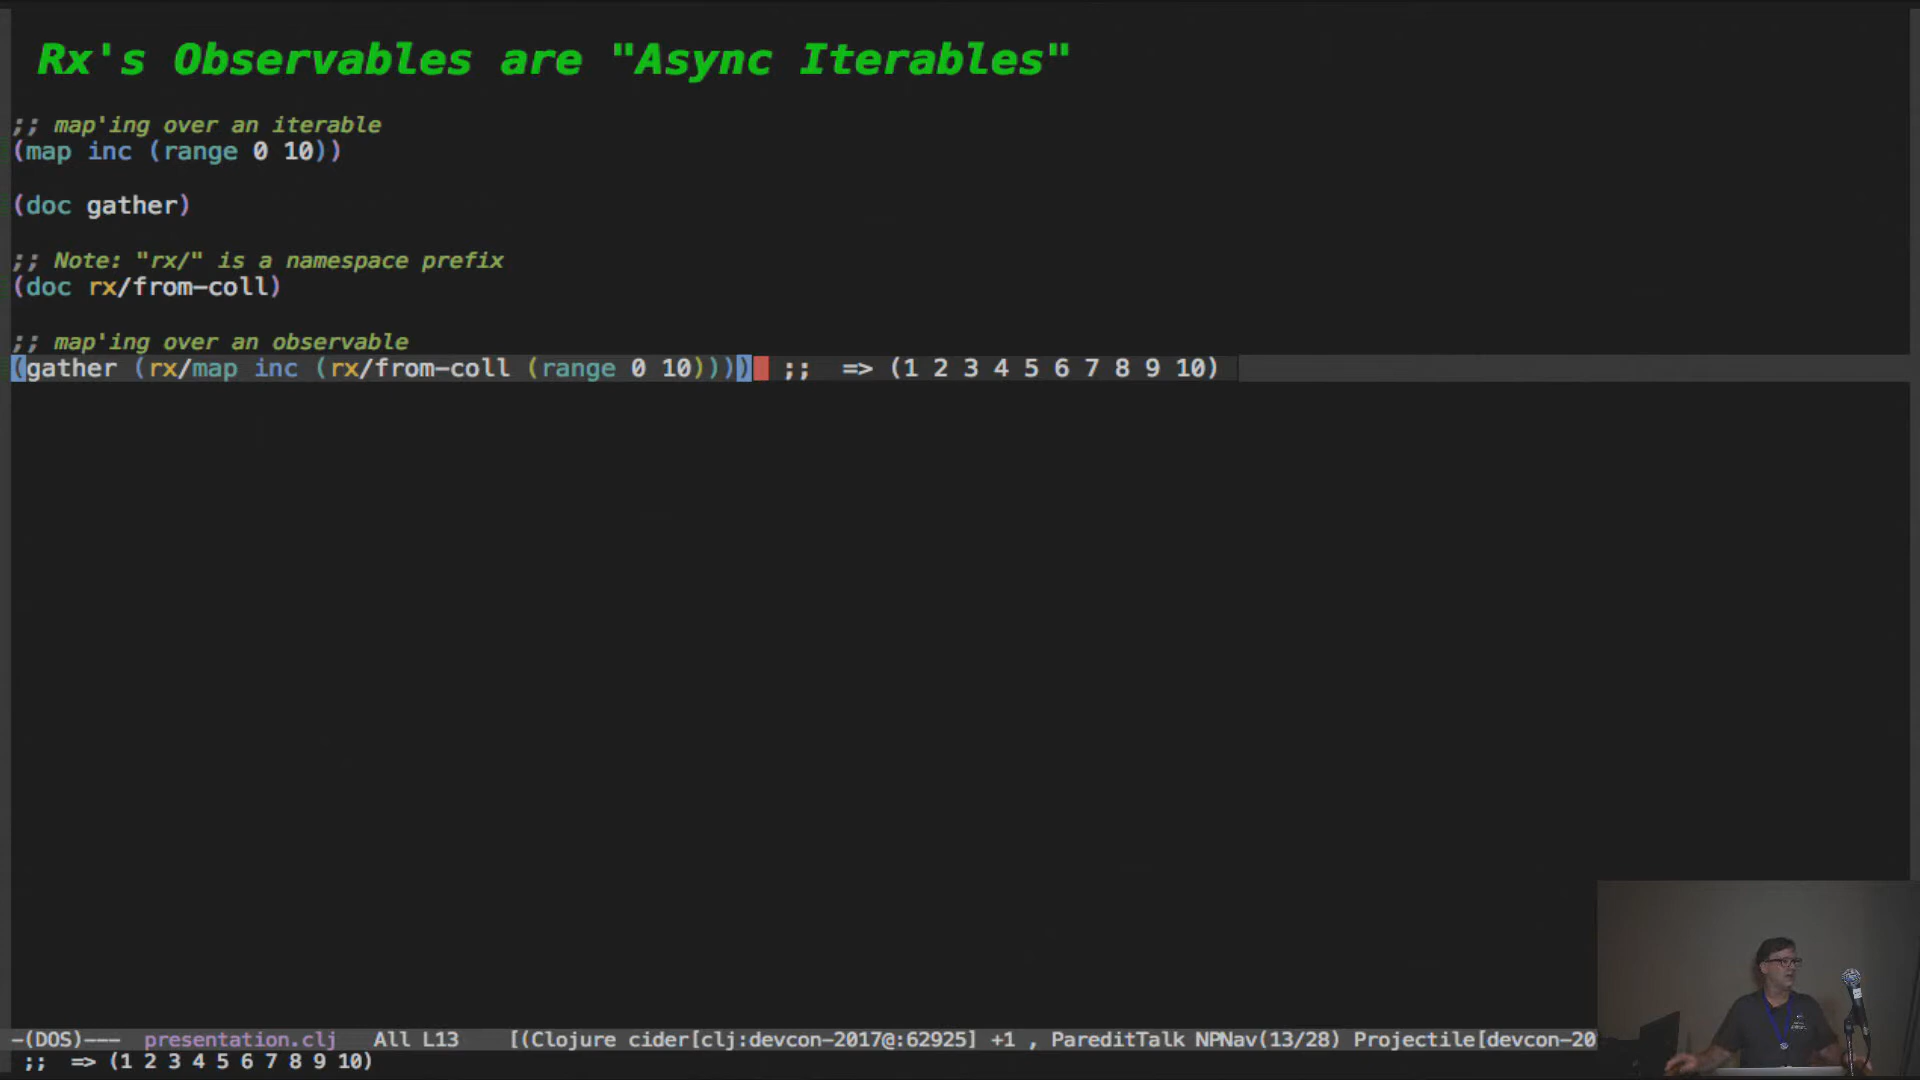 Rx's Observables are "Async Iterables"
;; map'ing over an iterable
(map inc (range 0 10))
(doc gather)
;; Note: "rx/" is a namespace prefix
(doc rx/from-coll)
;; map'ing over an observable
(gather (rx/map inc (rx/from-coll (range 0 10)))) ;; => (1 2 3 4 5 6 7 8 9 10)
-(DOS)--- presentation.clj All L13 [(Clojure cider[clj:devcon-2017@:62925] +1 , PareditTalk NPNav(13/28) Projectile[devcon-20
;; => (1 2 3 4 5 6 7 8 9 10)